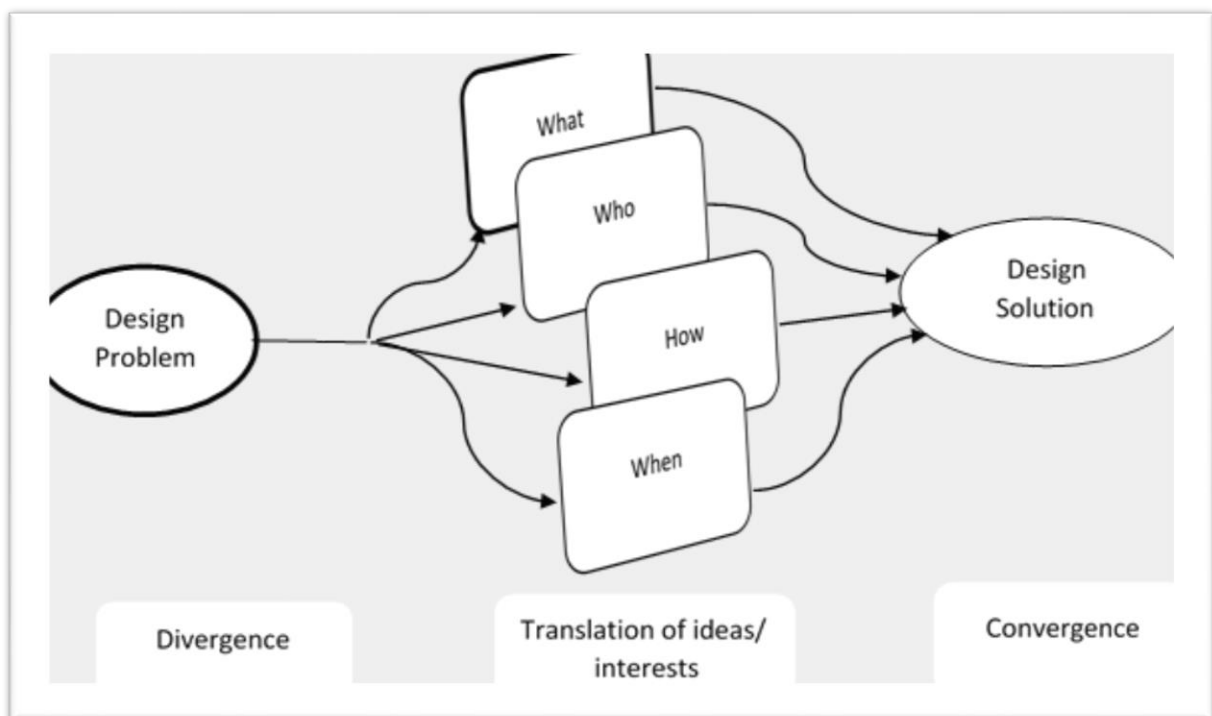 What
Who
How
When
Design
Problem
Design
Solution
Divergence
Translation of ideas/
interests
Convergence